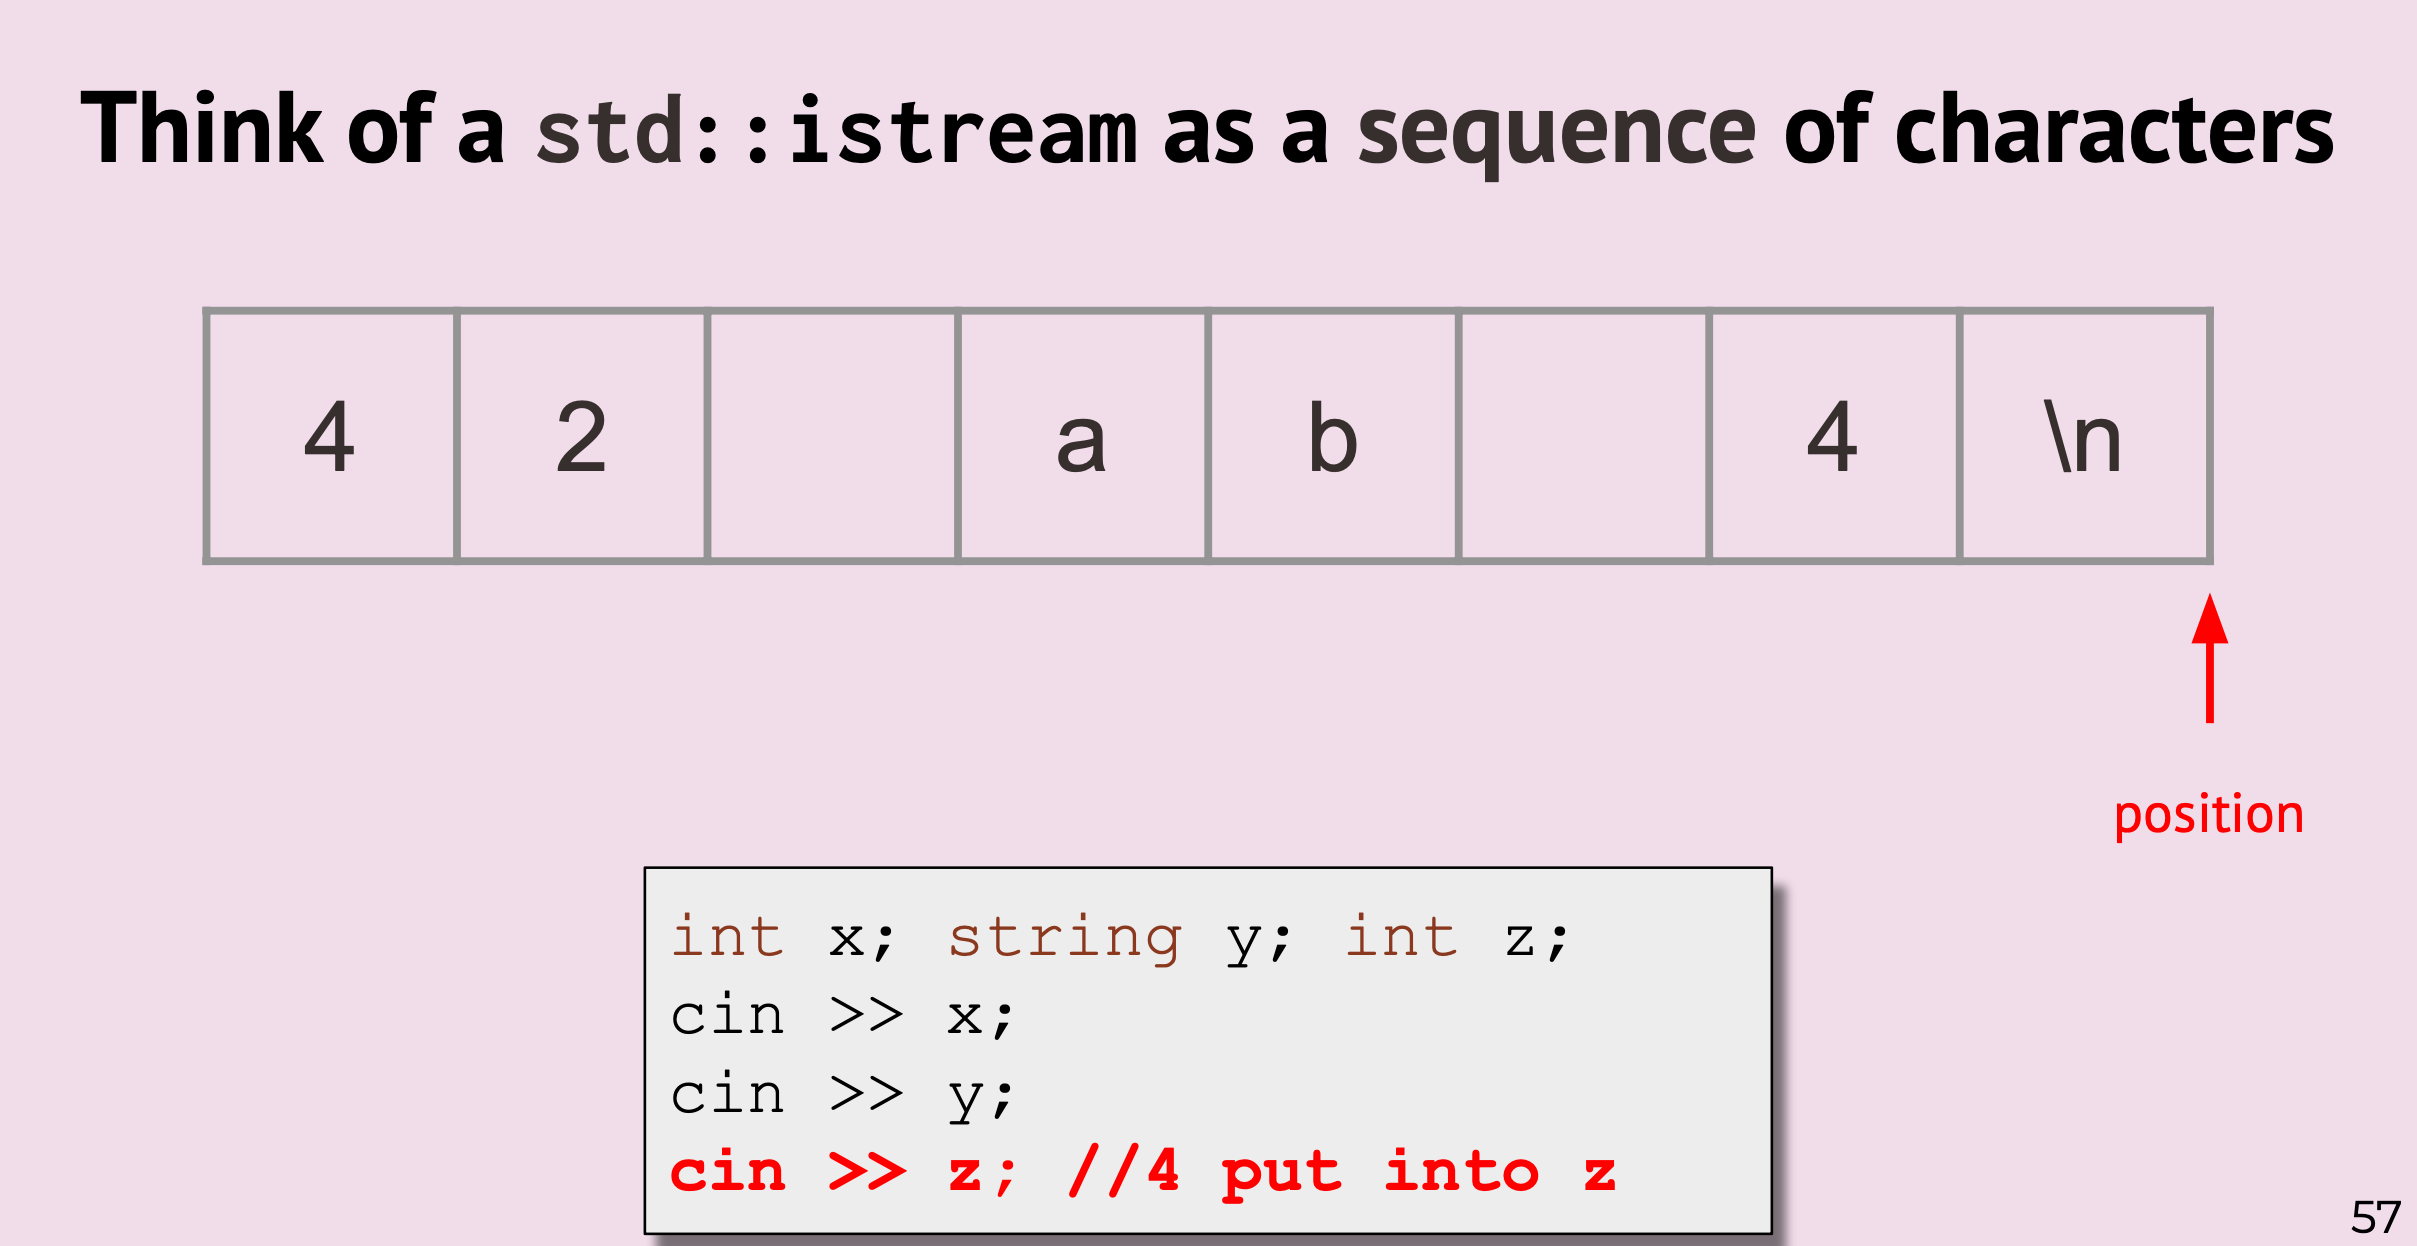 Think of a std::istream as a sequence of characters
4 2 a b 4 \n
position
int x; string y; int z;
cin >> x;
cin >> y;
cin >> z; //4 put into z
57